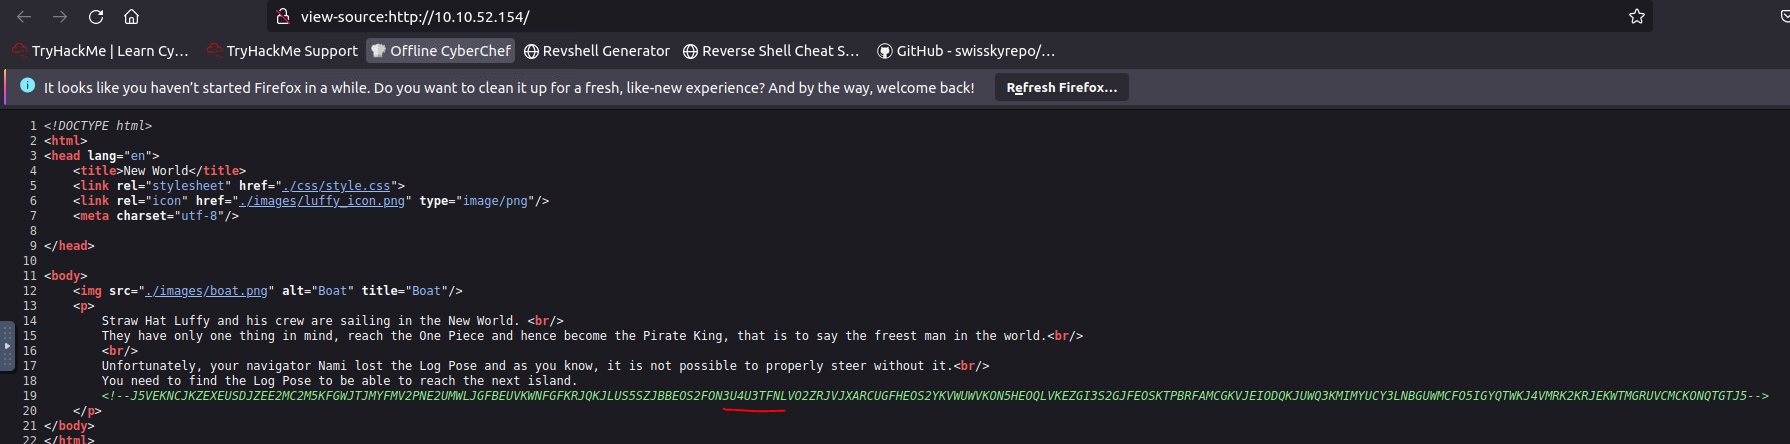 view-source:http://10.10.52.154/
TryHackMe | Learn Cy… TryHackMe Support Offline CyberChef Revshell Generator Reverse Shell Cheat S… GitHub - swisskyrepo/…
It looks like you haven’t started Firefox in a while. Do you want to clean it up for a fresh, like-new experience? And by the way, welcome back! Refresh Firefox…
1 <!DOCTYPE html>
2 <html>
3 <head lang="en">
4 <title>New World</title>
5 <link rel="stylesheet" href="./css/style.css">
6 <link rel="icon" href="./images/luffy_icon.png" type="image/png"/>
7 <meta charset="utf-8"/>
8
9 </head>
10
11 <body>
12 <img src="./images/boat.png" alt="Boat" title="Boat"/>
13 <p>
14 Straw Hat Luffy and his crew are sailing in the New World. <br/>
15 They have only one thing in mind, reach the One Piece and hence become the Pirate King, that is to say the freest man in the world.<br/>
16 <br/>
17 Unfortunately, your navigator Nami lost the Log Pose and as you know, it is not possible to properly steer without it.<br/>
18 You need to find the Log Pose to be able to reach the next island.
19 <!--J5VEKNCJKZEXEUSDJZEE2MC2M5KFGWJTJMYFMV2PNE2UMWLJGFBEUVKWNFGFKRJQKJLUS5SZJBBEOS2FON3U4U3TFNLVO2ZRJVJXARCUGFHEOS2YKVWUWVKON5HEOQLVKEZGI3S2GJFEOSKTPBRFAMCGKVJEIODQKJUWQ3KMIMYUCY3LNBGUWMCFO5IGYQTWKJ4VMRK2KRJEKWTMGRUVCMCKONQTGTJ5-->
20 </p>
21 </body>
22 </html>